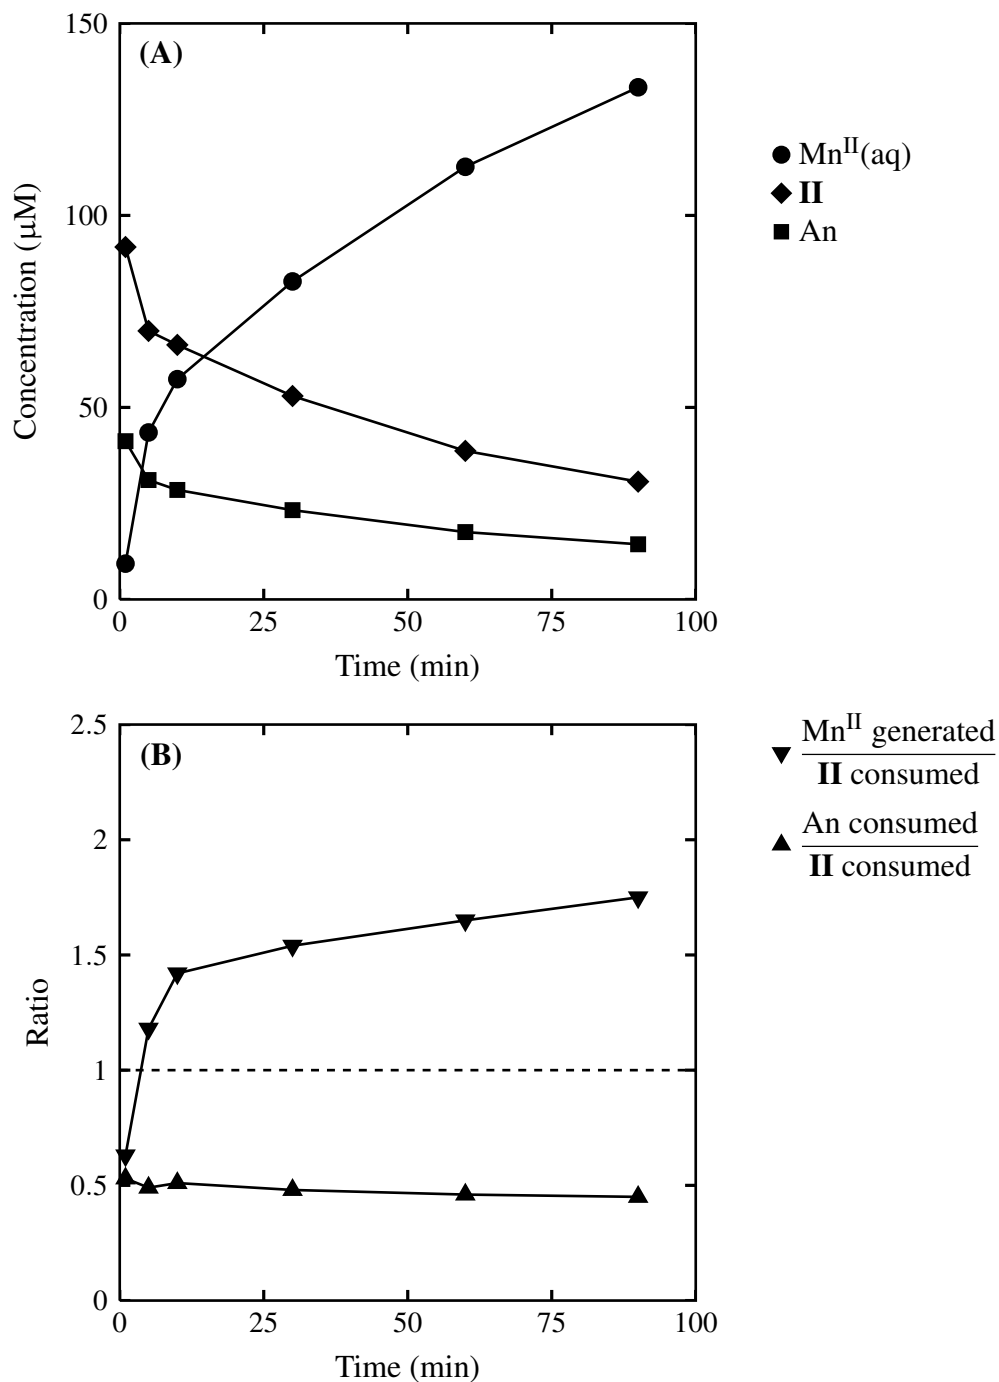 (A)
150
100
50
0
0 25 50 75 100
Concentration (µM)
Time (min)
Mn^II(aq)
II
An
(B)
2.5
2
1.5
1
0.5
0
0 25 50 75 100
Ratio
Time (min)
Mn^II generated
II consumed
An consumed
II consumed